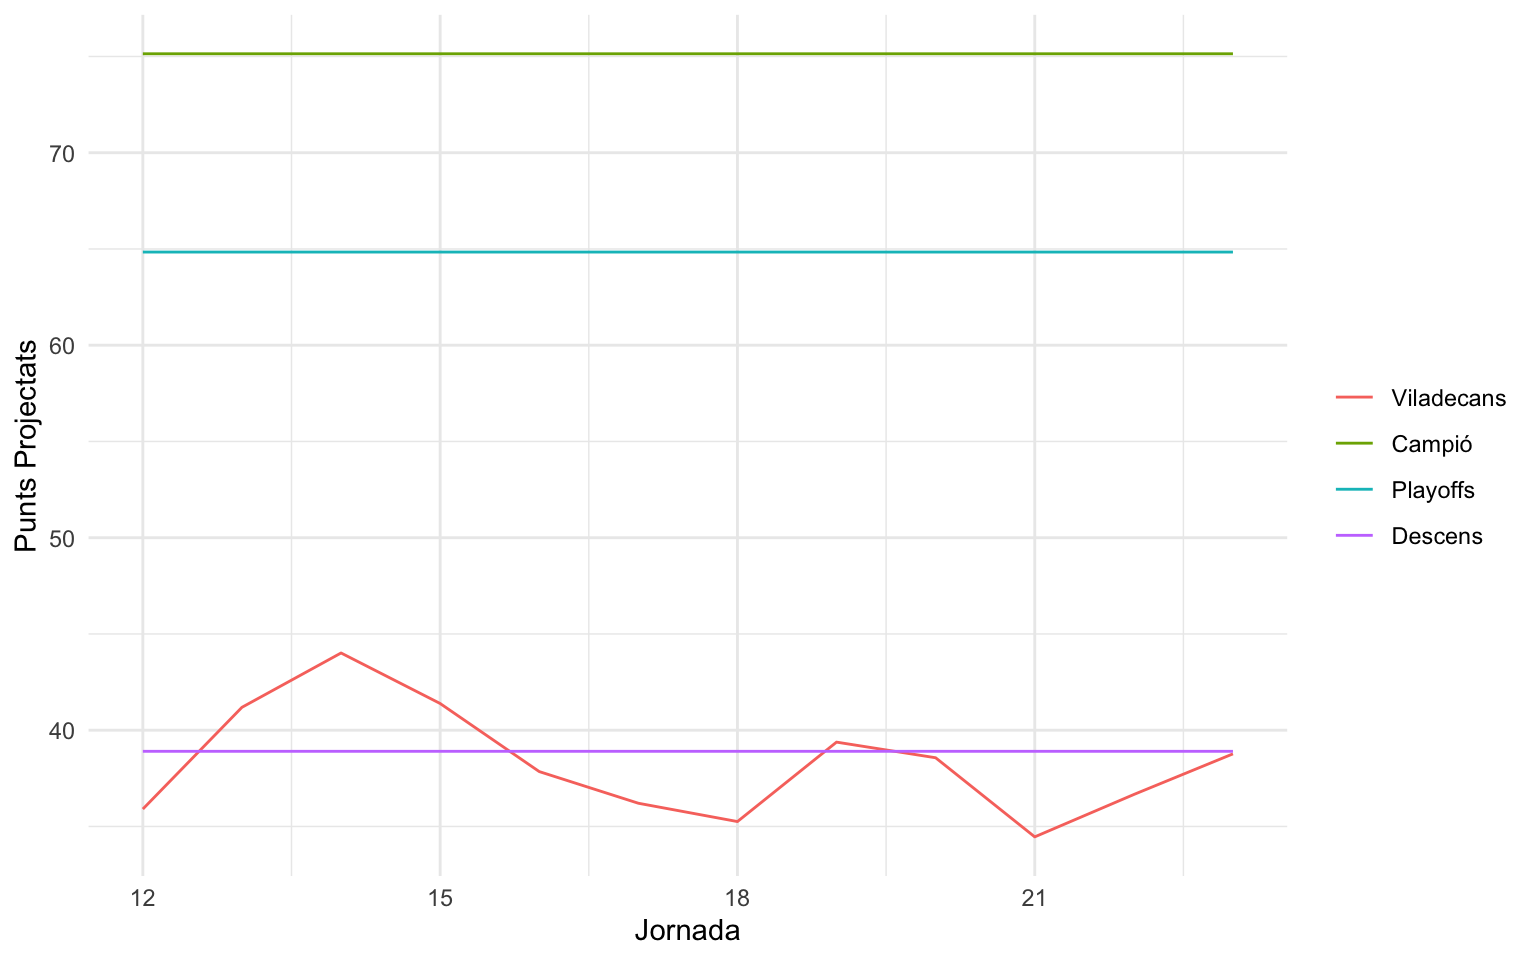 70
60
50
40
Punts Projectats
12 15 18 21
Jornada
Viladecans
Campió
Playoffs
Descens